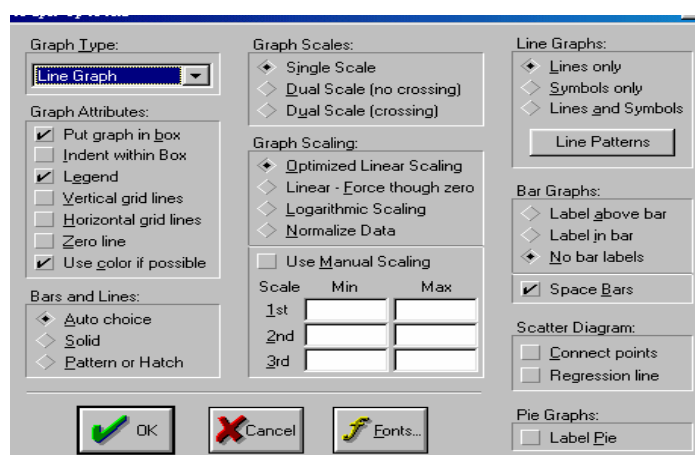 Graph Type:
Line Graph
Graph Attributes:
Put graph in box
Indent within Box
Legend
Vertical grid lines
Horizontal grid lines
Zero line
Use color if possible
Bars and Lines:
Auto choice
Solid
Pattern or Hatch
Graph Scales:
Single Scale
Dual Scale (no crossing)
Dual Scale (crossing)
Graph Scaling:
Optimized Linear Scaling
Linear - Force though zero
Logarithmic Scaling
Normalize Data
Use Manual Scaling
Scale Min Max
1st
2nd
3rd
Line Graphs:
Lines only
Symbols only
Lines and Symbols
Line Patterns
Bar Graphs:
Label above bar
Label in bar
No bar labels
Space Bars
Scatter Diagram:
Connect points
Regression line
Pie Graphs:
Label Pie
OK
Cancel
Fonts...